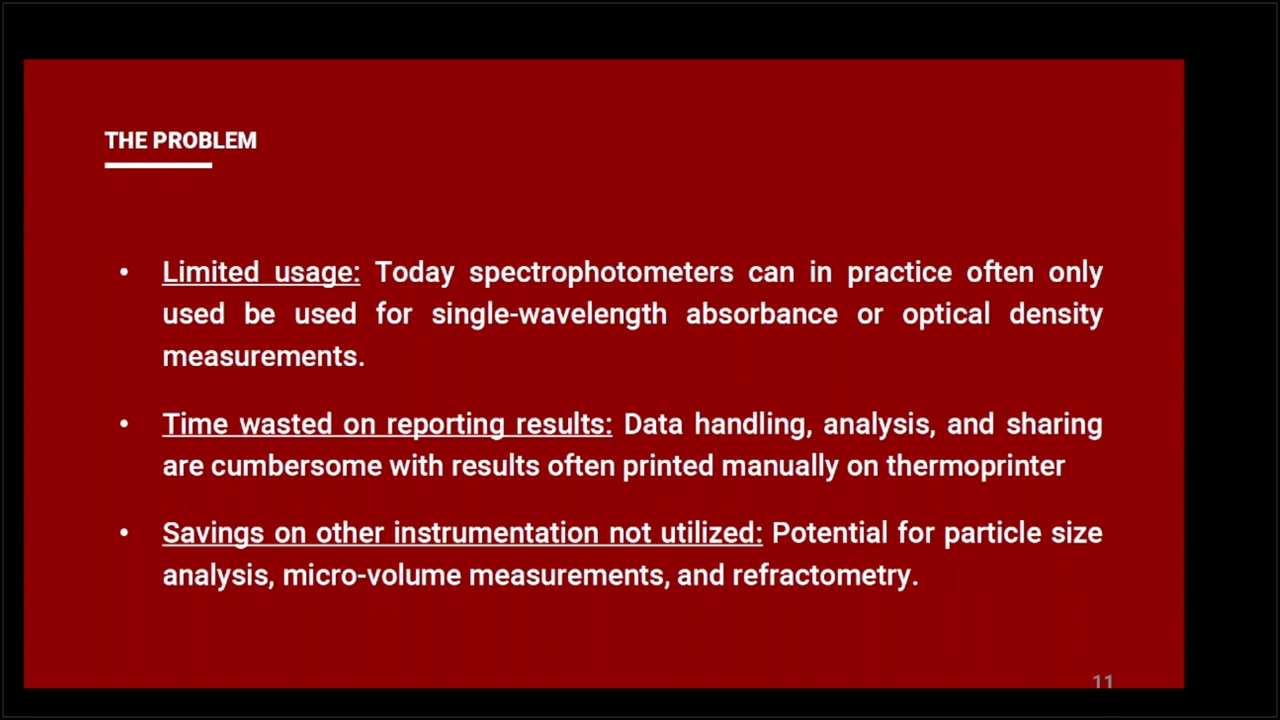 THE PROBLEM
• Limited usage: Today spectrophotometers can in practice often only
used be used for single-wavelength absorbance or optical density
measurements.
• Time wasted on reporting results: Data handling, analysis, and sharing
are cumbersome with results often printed manually on thermoprinter
• Savings on other instrumentation not utilized: Potential for particle size
analysis, micro-volume measurements, and refractometry.
11